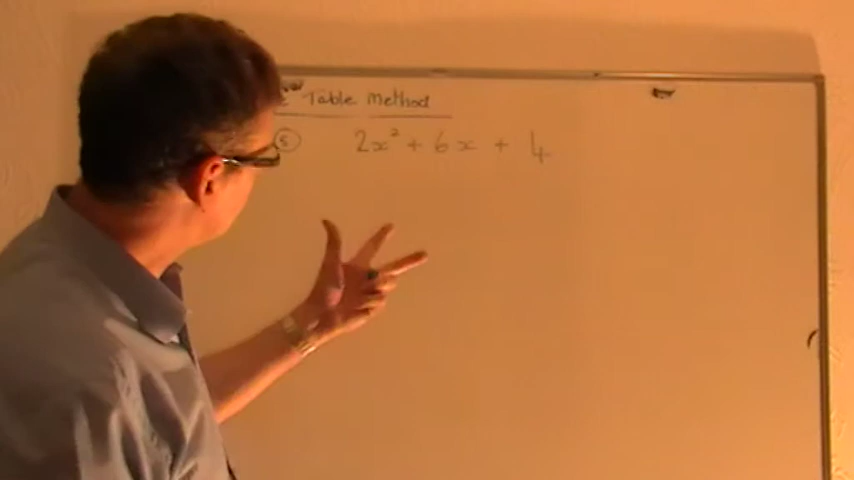 Table Method
5 2x² + 6x + 4